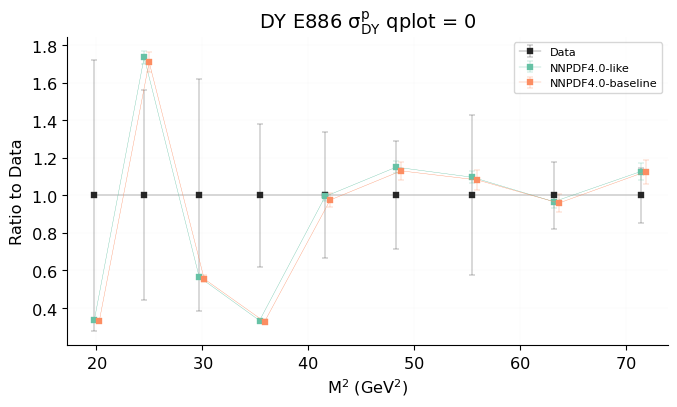 DY E886 σ^p_DY qplot = 0
Data
NNPDF4.0-like
NNPDF4.0-baseline
Ratio to Data
1.8
1.6
1.4
1.2
1.0
0.8
0.6
0.4
20 30 40 50 60 70
M² (GeV²)